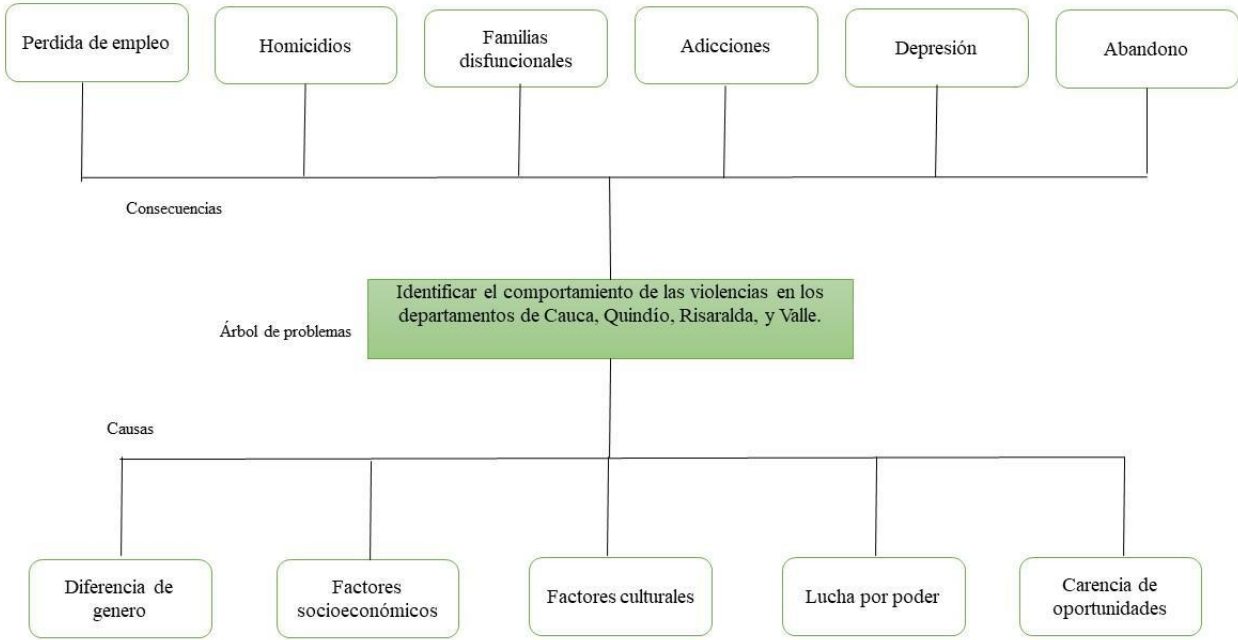 Perdida de empleo
Homicidios
Familias
disfuncionales
Adicciones
Depresión
Abandono
Consecuencias
Identificar el comportamiento de las violencias en los
departamentos de Cauca, Quindío, Risaralda, y Valle.
Árbol de problemas
Causas
Diferencia de
genero
Factores
socioeconómicos
Factores culturales
Lucha por poder
Carencia de
oportunidades